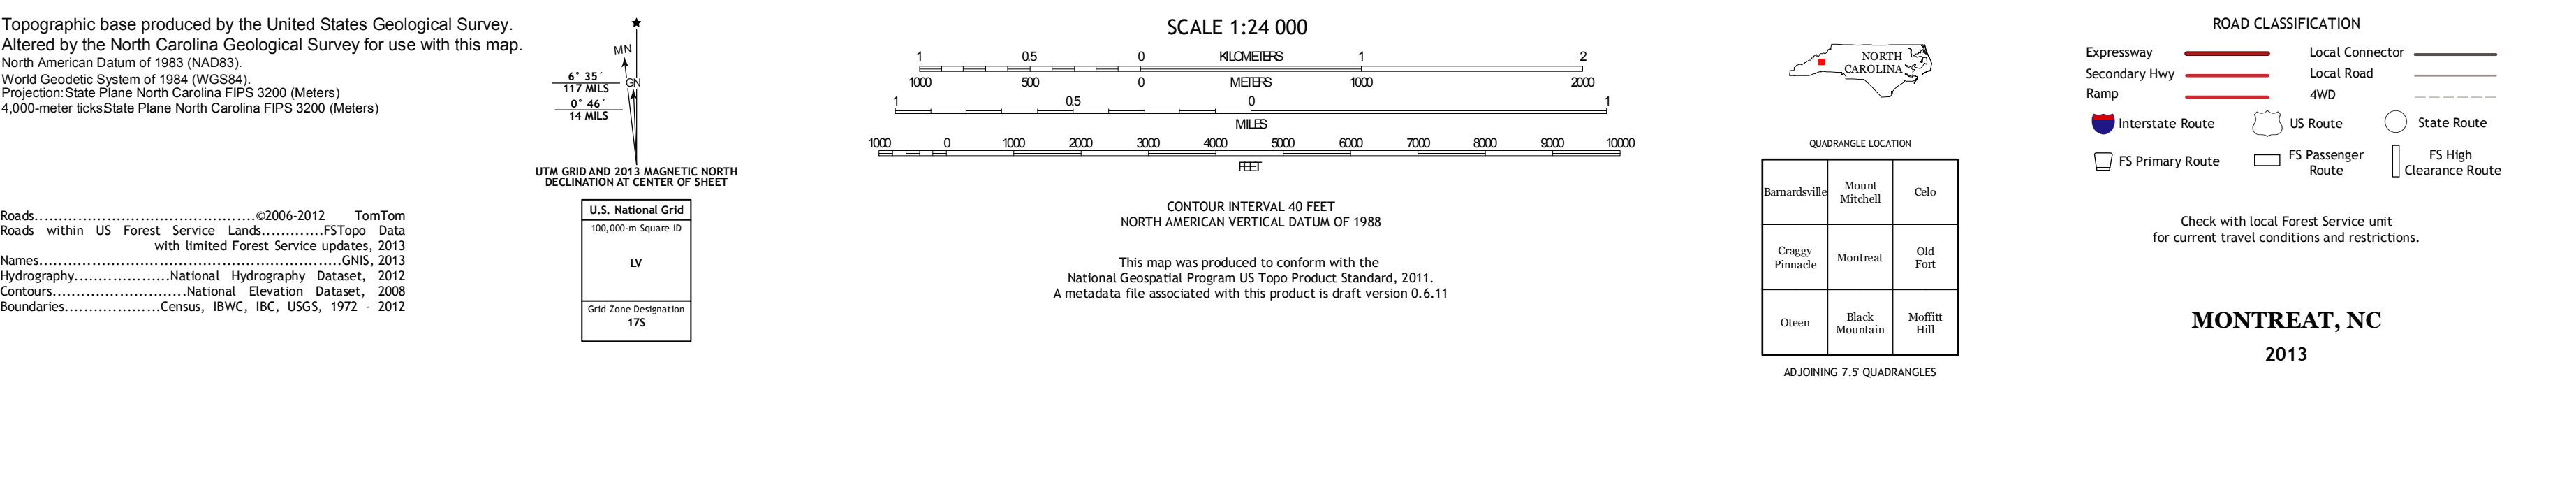 Topographic base produced by the United States Geological Survey.
Altered by the North Carolina Geological Survey for use with this map.
North American Datum of 1983 (NAD83).
World Geodetic System of 1984 (WGS84).
Projection:State Plane North Carolina FIPS 3200 (Meters)
4,000-meter ticksState Plane North Carolina FIPS 3200 (Meters)
Roads..............................................©2006-2012 TomTom
Roads within US Forest Service Lands.............FSTopo Data
with limited Forest Service updates, 2013
Names...............................................................GNIS, 2013
Hydrography....................National Hydrography Dataset, 2012
Contours............................National Elevation Dataset, 2008
Boundaries....................Census, IBWC, IBC, USGS, 1972 - 2012
MN
GN
6° 35´
117 MILS
0° 46´
14 MILS
UTM GRID AND 2013 MAGNETIC NORTH
DECLINATION AT CENTER OF SHEET
U.S. National Grid
100,000-m Square ID
LV
Grid Zone Designation
17S
SCALE 1:24 000
1 0.5 0 KILOMETERS 1 2
1000 500 0 METERS 1000 2000
1 0.5 0 1
MILES
1000 0 1000 2000 3000 4000 5000 6000 7000 8000 9000 10000
FEET
CONTOUR INTERVAL 40 FEET
NORTH AMERICAN VERTICAL DATUM OF 1988
This map was produced to conform with the
National Geospatial Program US Topo Product Standard, 2011.
A metadata file associated with this product is draft version 0.6.11
NORTH
CAROLINA
QUADRANGLE LOCATION
Barnardsville
Mount
Mitchell
Celo
Craggy
Pinnacle
Montreat
Old
Fort
Oteen
Black
Mountain
Moffitt
Hill
ADJOINING 7.5' QUADRANGLES
ROAD CLASSIFICATION
Expressway
Local Connector
Secondary Hwy
Local Road
Ramp
4WD
Interstate Route
US Route
State Route
FS Primary Route
FS Passenger
Route
FS High
Clearance Route
Check with local Forest Service unit
for current travel conditions and restrictions.
MONTREAT, NC
2013